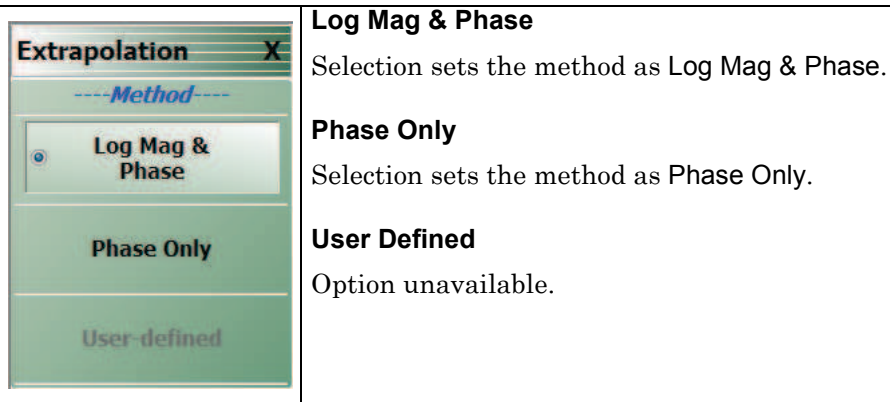 Extrapolation X
----Method----
Log Mag &
Phase
Phase Only
User-defined
Log Mag & Phase
Selection sets the method as Log Mag & Phase.
Phase Only
Selection sets the method as Phase Only.
User Defined
Option unavailable.